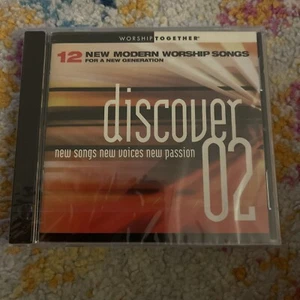 WORSHIPTOGETHER®
12 NEW MODERN WORSHIP SONGS
FOR A NEW GENERATION
discover
new songs new voices new passion
02